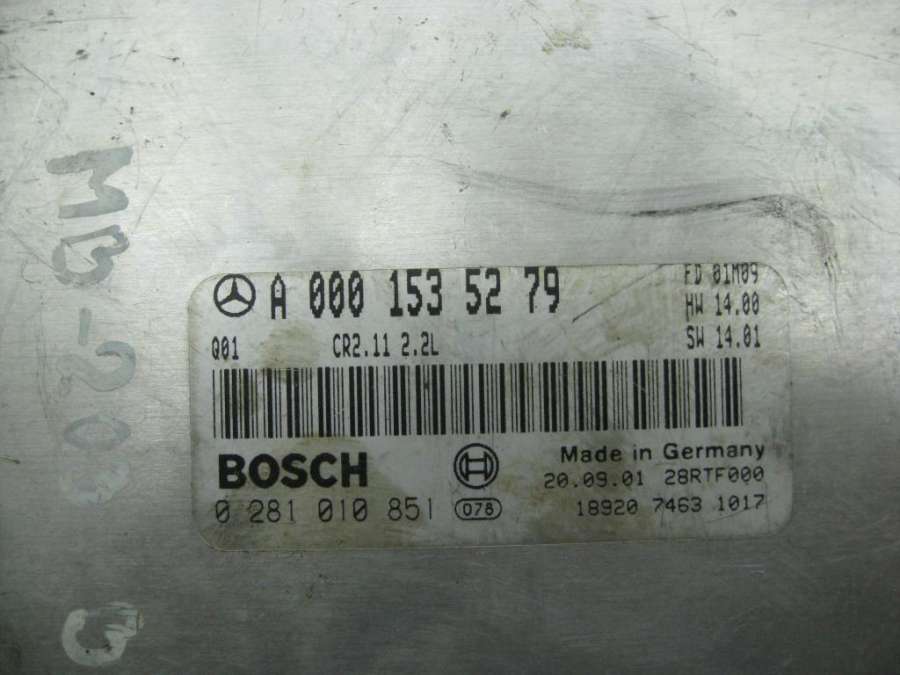 A 000 153 52 79
FD 01M09
HW 14.00
Q01 CR2.11 2.2L SW 14.01
BOSCH Made in Germany
20.09.01 28RTF000
0 281 010 851 078 18920 7463 1017
MB-208
C